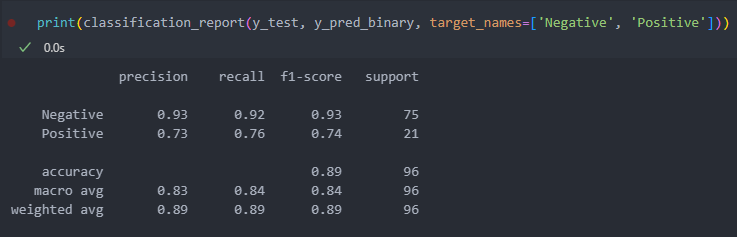 print(classification_report(y_test, y_pred_binary, target_names=['Negative', 'Positive']))
0.0s
precision recall f1-score support
Negative 0.93 0.92 0.93 75
Positive 0.73 0.76 0.74 21
accuracy 0.89 96
macro avg 0.83 0.84 0.84 96
weighted avg 0.89 0.89 0.89 96